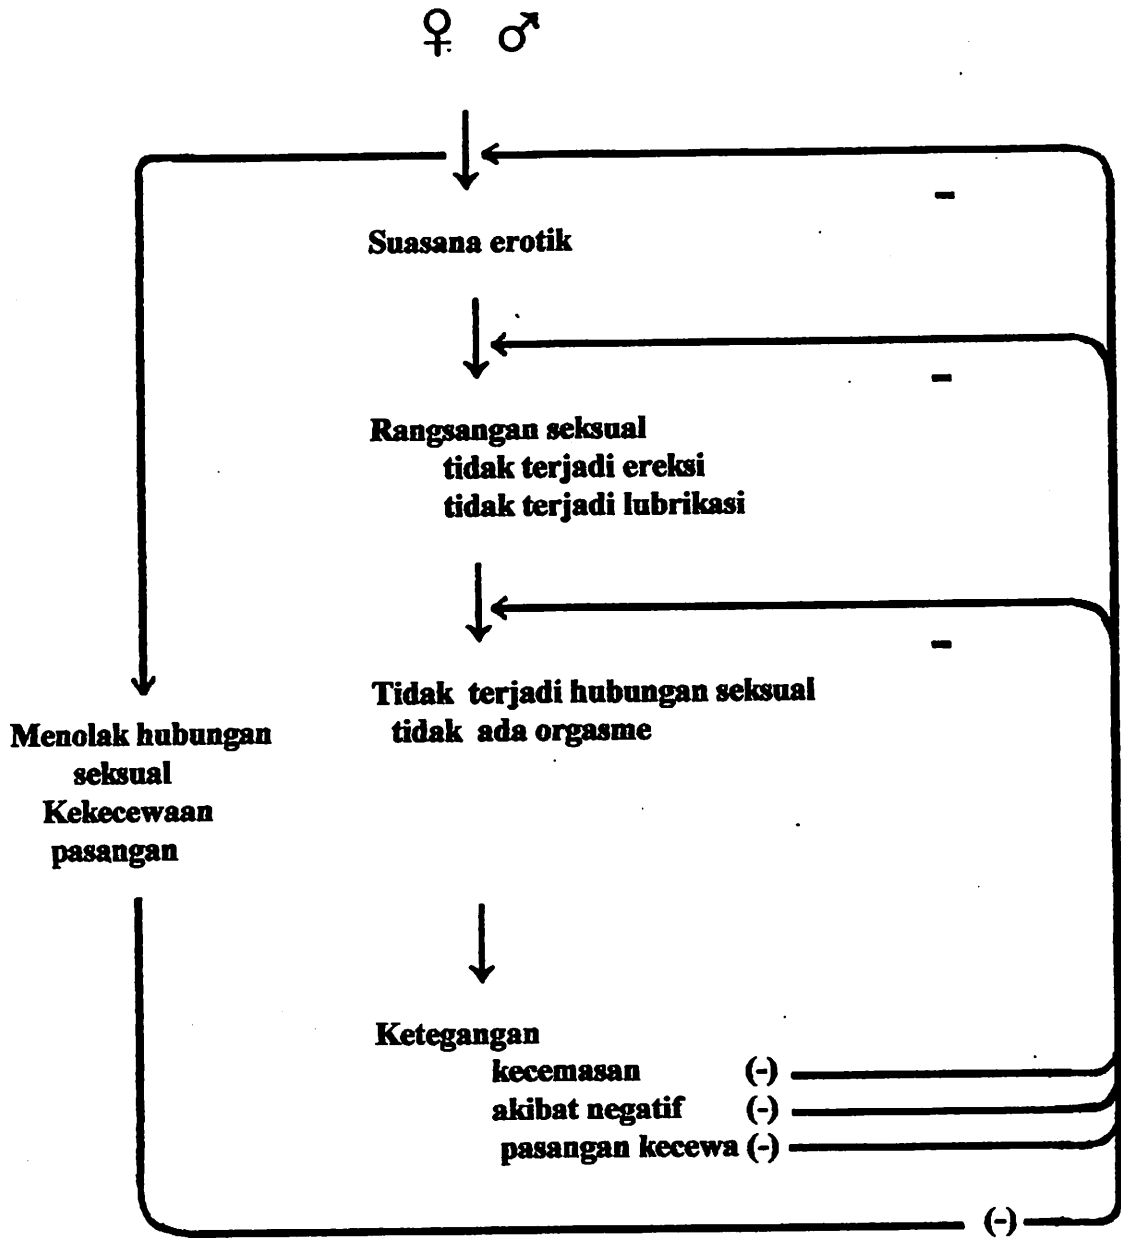 ♀ ♂
-
Suasana erotik
-
Rangsangan seksual
tidak terjadi ereksi
tidak terjadi lubrikasi
-
Tidak terjadi hubungan seksual
tidak ada orgasme
Menolak hubungan
seksual
Kekecewaan
pasangan
Ketegangan
kecemasan (-)
akibat negatif (-)
pasangan kecewa (-)
(-)